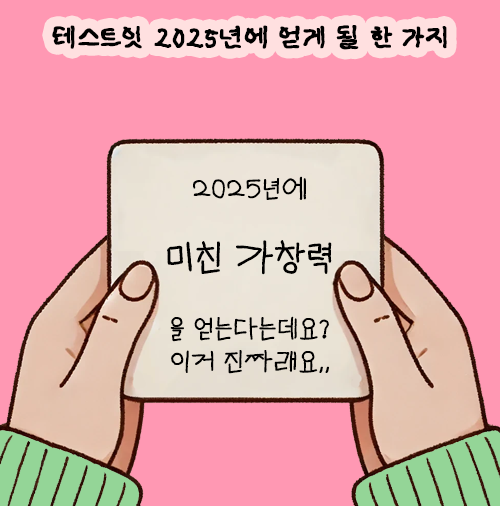 테스트잇 2025년에 얻게 될 한 가지
2025년에
미친 가창력
을 얻는다는데요?
이거 진짜래요,,